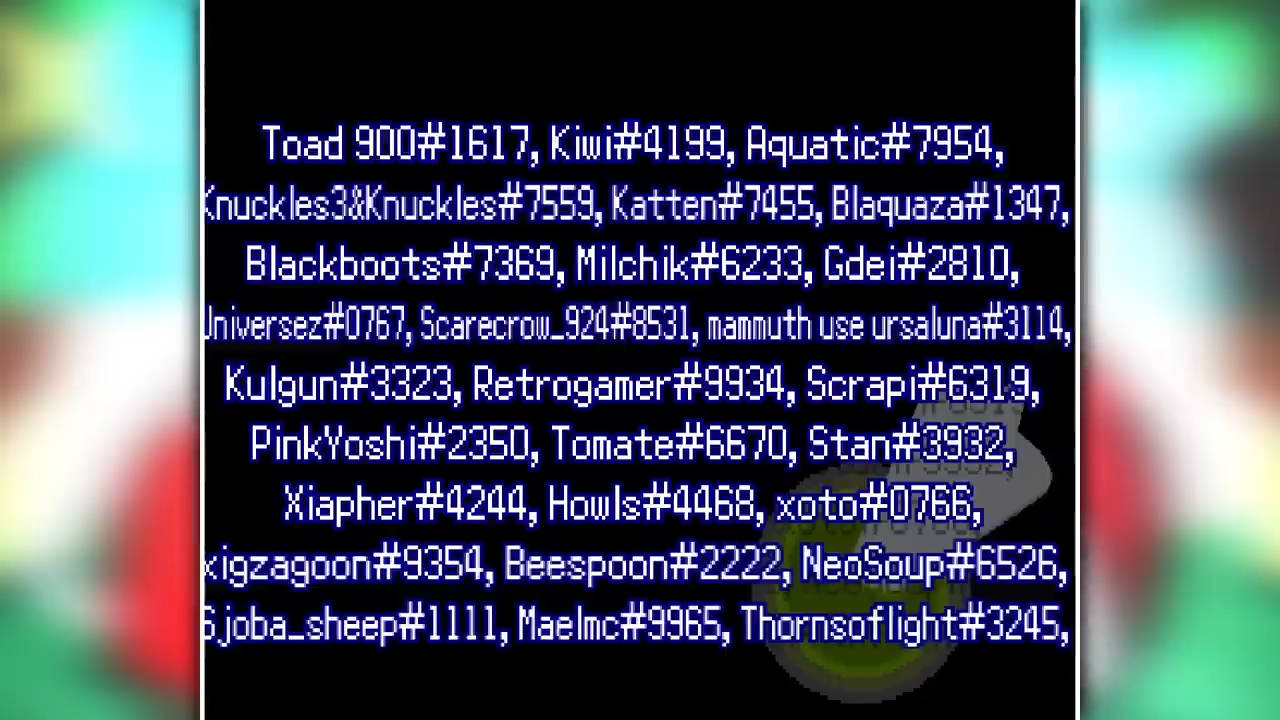 Toad 900#1617, Kiwi#4199, Aquatic#7954,
Knuckles3&Knuckles#7559, Katten#7455, Blaquaza#1347,
Blackboots#7369, Milchik#6233, Gdei#2810,
Universez#0767, Scarecrow_924#8531, mammuth use ursaluna#3114,
Kulgun#3323, Retrogamer#9934, Scrapi#6319,
PinkYoshi#2350, Tomate#6670, Stan#3932,
Xiapher#4244, Howls#4468, xoto#0766,
xigzagoon#9354, Beespoon#2222, NeoSoup#6526,
joba_sheep#1111, Maelmc#9965, Thornsoflight#3245,